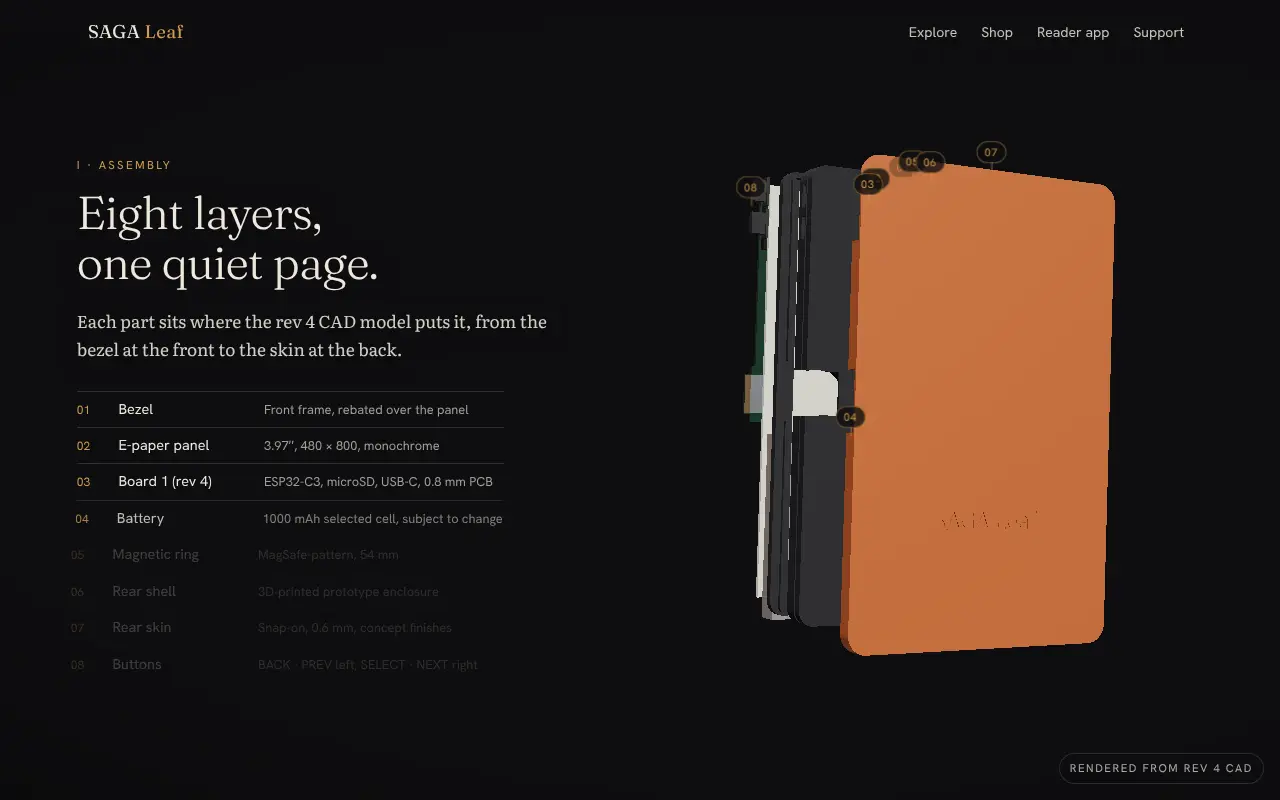 SAGA Leaf
Explore Shop Reader app Support
I · ASSEMBLY
Eight layers,
one quiet page.
Each part sits where the rev 4 CAD model puts it, from the
bezel at the front to the skin at the back.
01 Bezel Front frame, rebated over the panel
02 E-paper panel 3.97″, 480 × 800, monochrome
03 Board 1 (rev 4) ESP32-C3, microSD, USB-C, 0.8 mm PCB
04 Battery 1000 mAh selected cell, subject to change
05 Magnetic ring MagSafe-pattern, 54 mm
06 Rear shell 3D-printed prototype enclosure
07 Rear skin Snap-on, 0.6 mm, concept finishes
08 Buttons BACK · PREV left, SELECT · NEXT right
07
05
06
03
08
04
RENDERED FROM REV 4 CAD